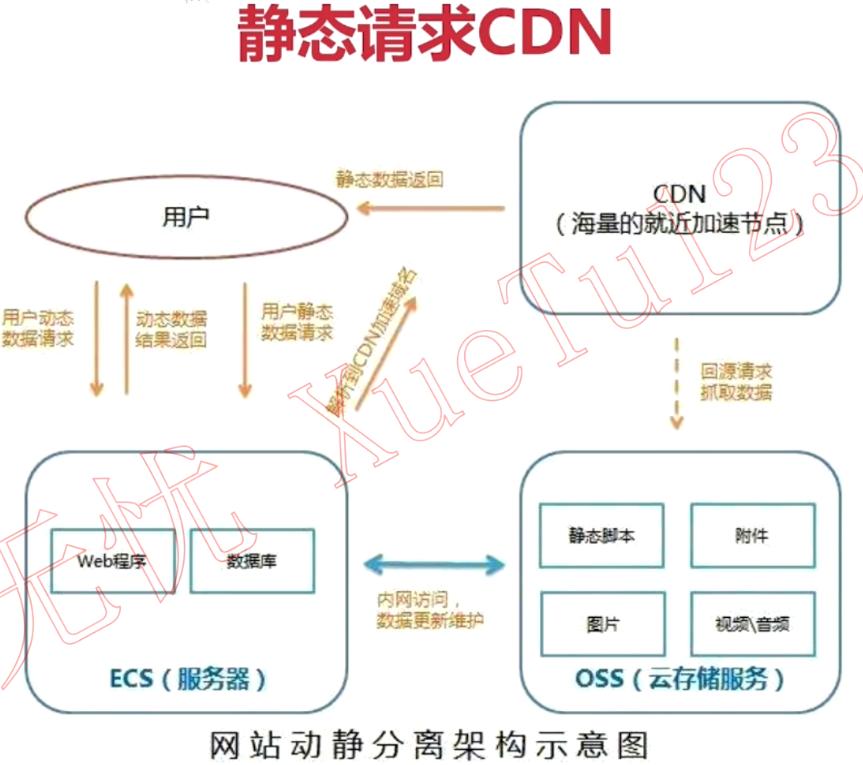 静态请求CDN
静态数据返回
CDN
（海量的就近加速节点）
用户
用户动态
数据请求
动态数据
结果返回
用户静态
数据请求
解析到CDN加速域名
回源请求
抓取数据
Web程序
数据库
ECS（服务器）
内网访问，
数据更新维护
静态脚本
附件
图片
视频\音频
OSS（云存储服务）
网站动静分离架构示意图
无忧 XueTu123